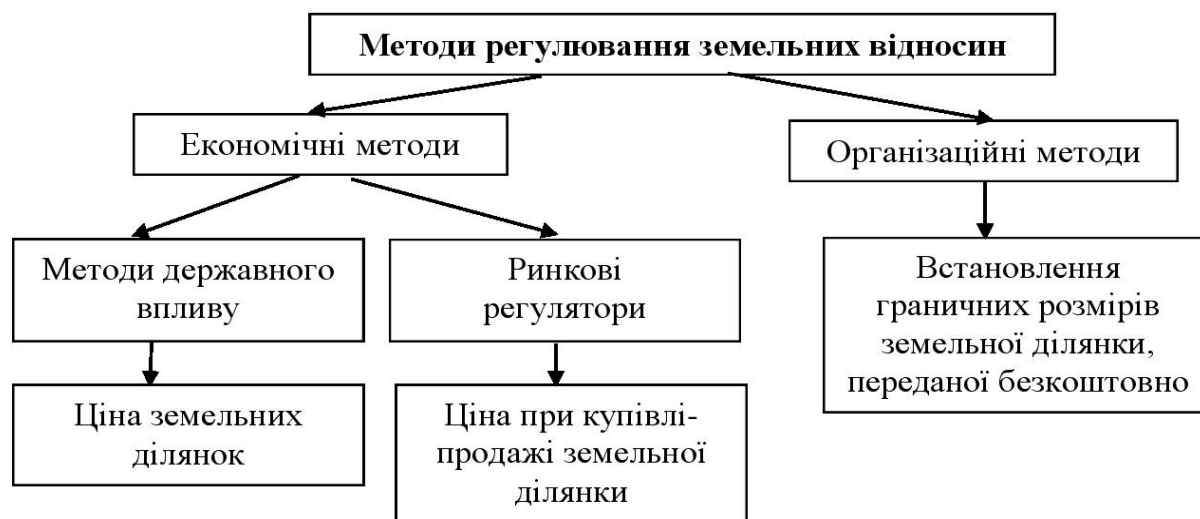 Методи регулювання земельних відносин
Економічні методи
Організаційні методи
Методи державного
впливу
Ринкові
регулятори
Встановлення
граничних розмірів
земельної ділянки,
переданої безкоштовно
Ціна земельних
ділянок
Ціна при купівлі-
продажі земельної
ділянки